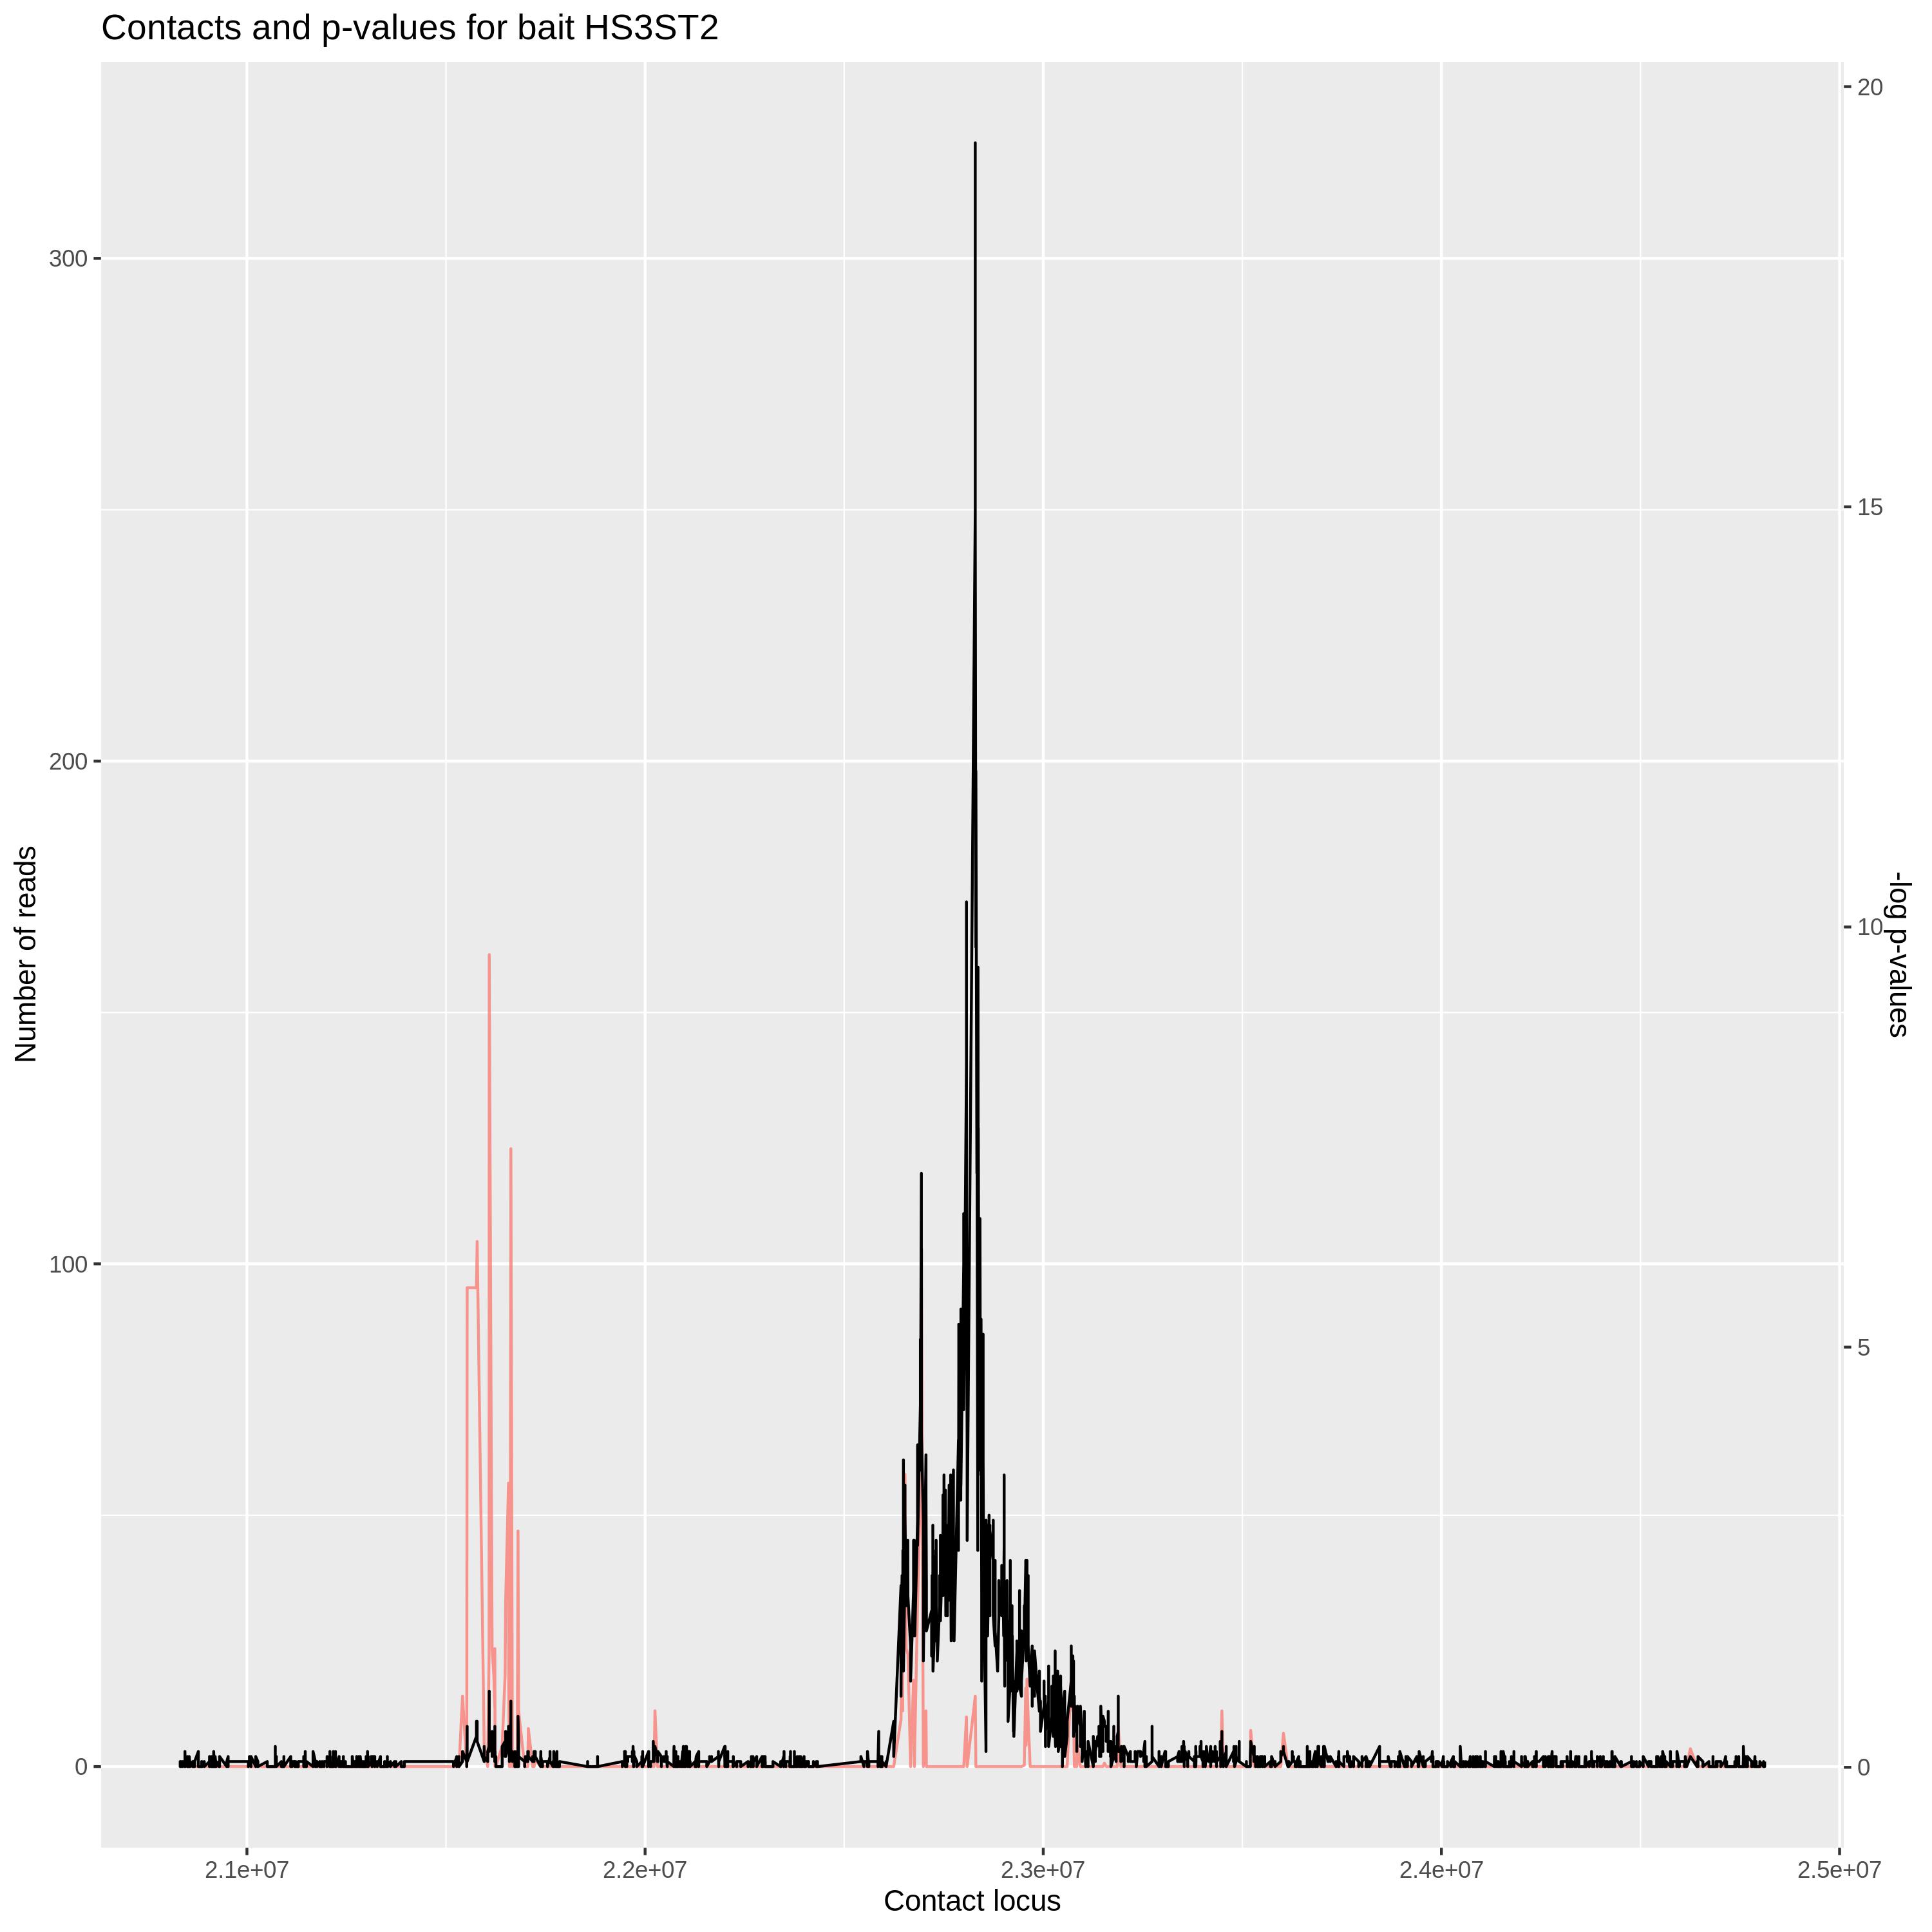 Contacts and p-values for bait HS3ST2
Number of reads
300
200
100
0
20
15
10
5
0
-log p-values
2.1e+07
2.2e+07
2.3e+07
2.4e+07
2.5e+07
Contact locus